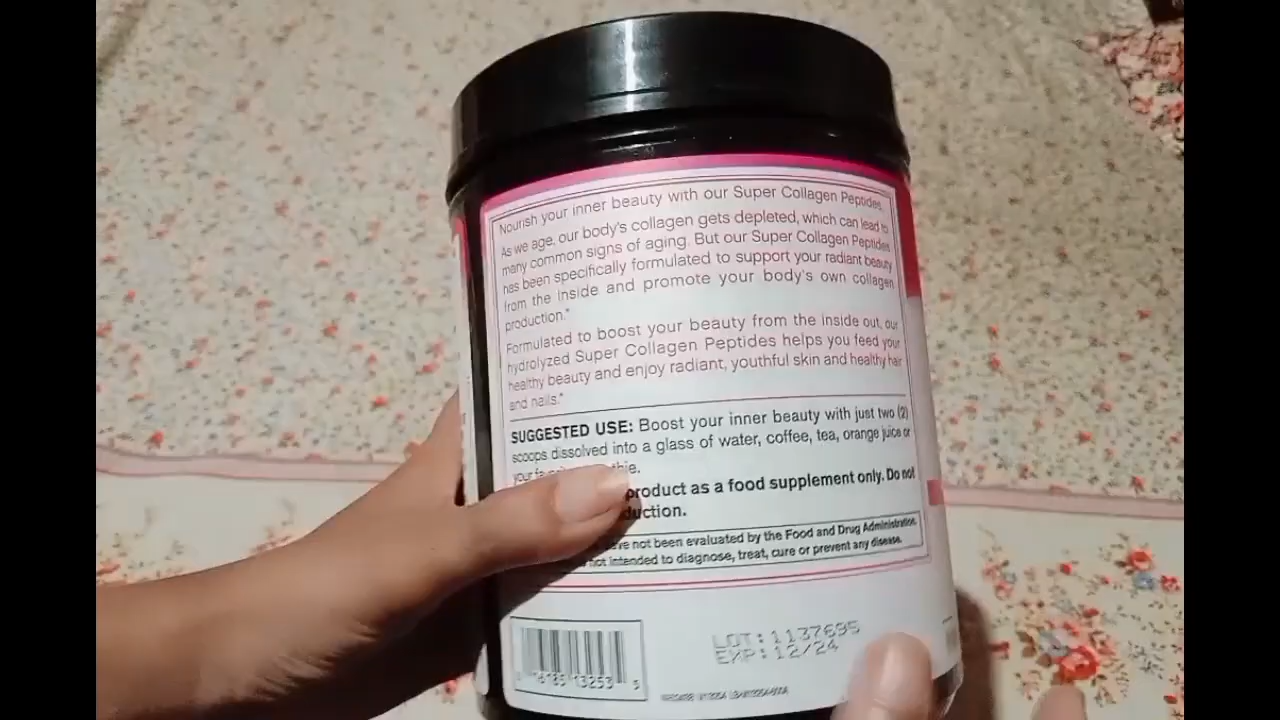 Nourish your inner beauty with our Super Collagen Peptides.
As we age, our body's collagen gets depleted, which can lead to
many common signs of aging. But our Super Collagen Peptides
has been specifically formulated to support your radiant beauty
from the inside and promote your body's own collagen
production.*
Formulated to boost your beauty from the inside out, our
hydrolyzed Super Collagen Peptides helps you feed your
healthy beauty and enjoy radiant, youthful skin and healthy hair
and nails.*
SUGGESTED USE: Boost your inner beauty with just two (2)
scoops dissolved into a glass of water, coffee, tea, orange juice or
your
product as a food supplement only. Do not
not been evaluated by the Food and Drug Administration.
not intended to diagnose, treat, cure or prevent any disease.
LOT:1137695
EXP:12/24
13253 5